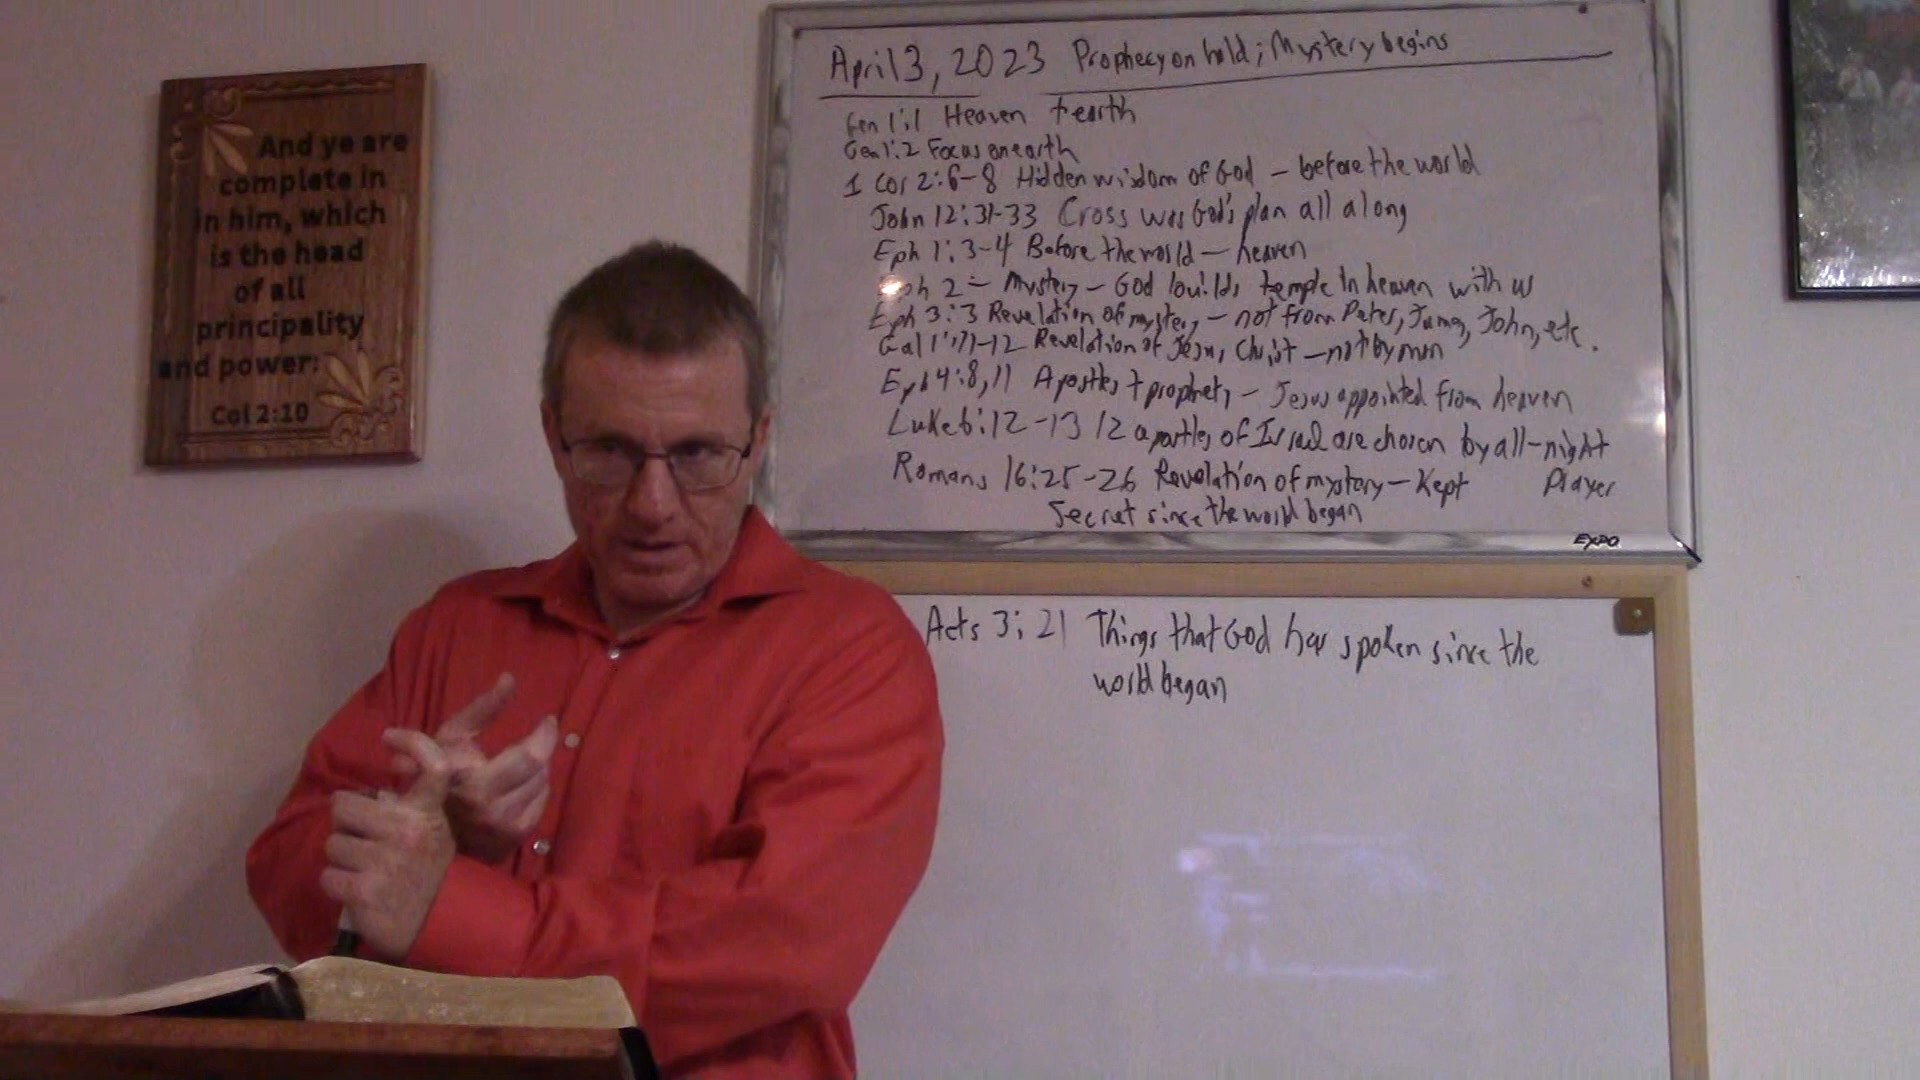 And ye are
complete in
in him, which
is the head
of all
principality
and power:
Col 2:10
April 3, 2023 Prophecy on hold; Mystery begins
Gen 1:1 Heaven + earth
Gen 1:2 Focus on earth
1 Cor 2:6-8 Hidden wisdom of God - before the world
John 12:31-33 Cross was God's plan all along
Eph 1:3-4 Before the world - heaven
Eph 2 - Mystery - God builds temple in heaven with us
Eph 3:3 Revelation of mystery - not from Peter, James, John, etc.
Gal 1:11-12 Revelation of Jesus Christ - not by man
Eph 4:8,11 Apostles + prophets - Jesus appointed from heaven
Luke 6:12-13 12 apostles of Israel are chosen by all-night
Prayer
Romans 16:25-26 Revelation of mystery - Kept
Secret since the world began
EXPO
Acts 3:21 Things that God has spoken since the
world began